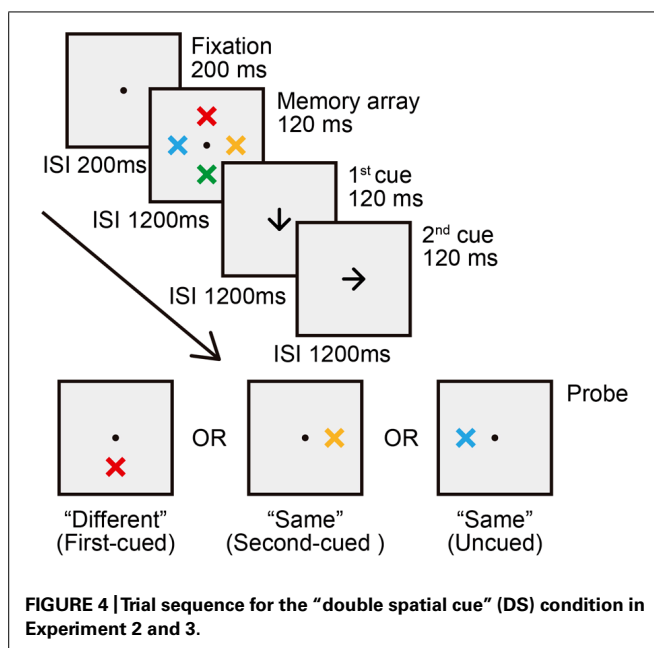 Fixation
200 ms
Memory array
120 ms
ISI 200ms
1st cue
120 ms
ISI 1200ms
2nd cue
120 ms
ISI 1200ms
ISI 1200ms
Probe
OR
OR
"Different"
(First-cued)
"Same"
(Second-cued )
"Same"
(Uncued)
FIGURE 4 | Trial sequence for the "double spatial cue" (DS) condition in
Experiment 2 and 3.